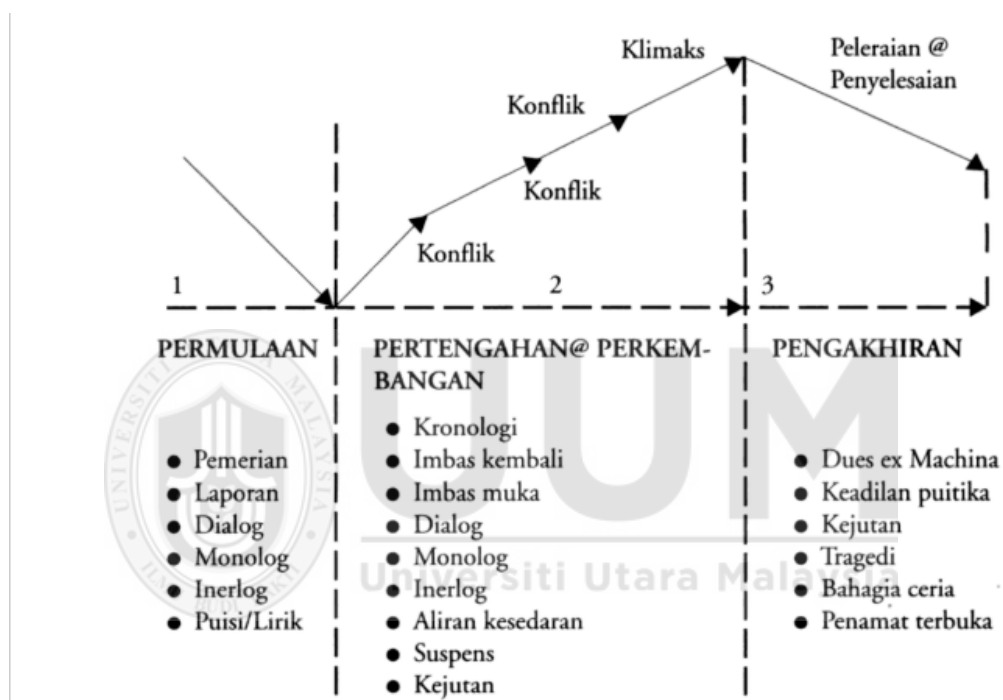 Klimaks
Peleraian @
Penyelesaian
Konflik
Konflik
Konflik
1
2
3
PERMULAAN
PERTENGAHAN@ PERKEM-
BANGAN
PENGAKHIRAN
● Pemerian
● Laporan
● Dialog
● Monolog
● Inerlog
● Puisi/Lirik
● Kronologi
● Imbas kembali
● Imbas muka
● Dialog
● Monolog
● Inerlog
● Aliran kesedaran
● Suspens
● Kejutan
● Dues ex Machina
● Keadilan puitika
● Kejutan
● Tragedi
● Bahagia ceria
● Penamat terbuka
UUM
Universiti Utara Malaysia